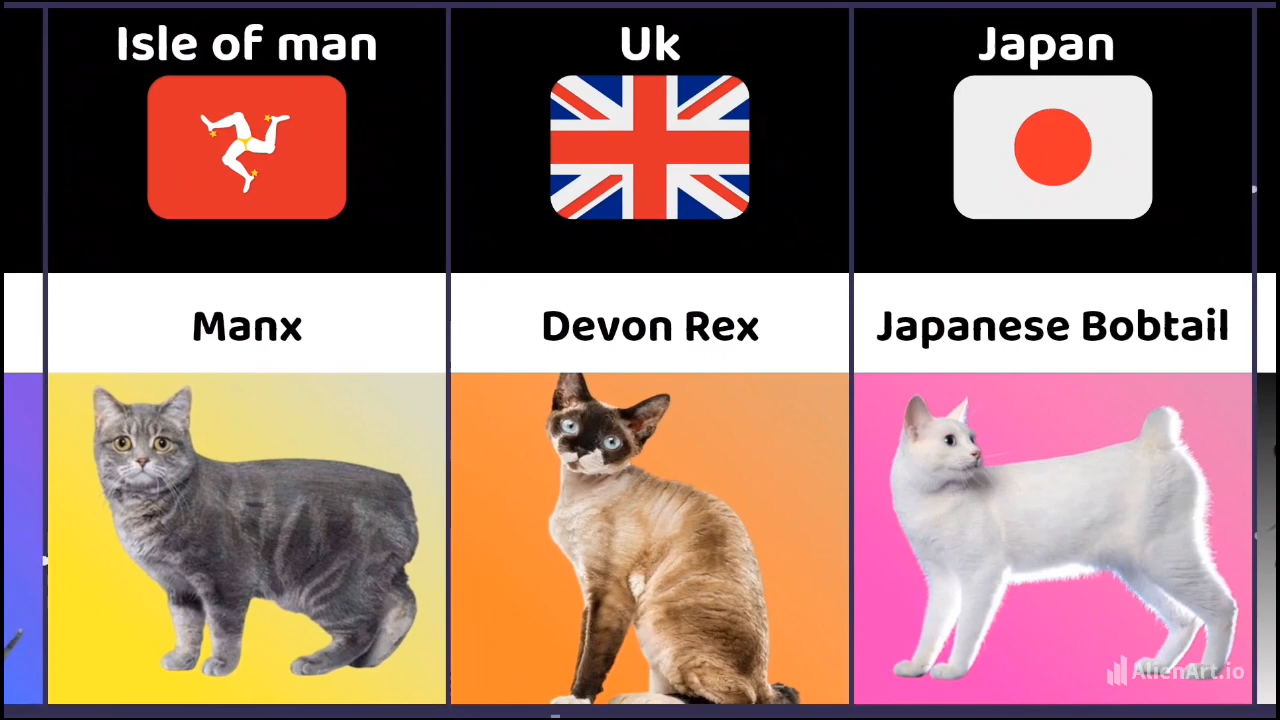 Isle of man
Uk
Japan
Manx
Devon Rex
Japanese Bobtail
AlienArt.io